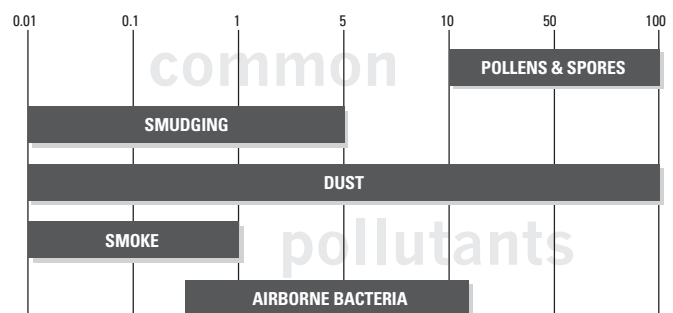 0.01 0.1 1 5 10 50 100
common
POLLENS & SPORES
SMUDGING
DUST
SMOKE
pollutants
AIRBORNE BACTERIA